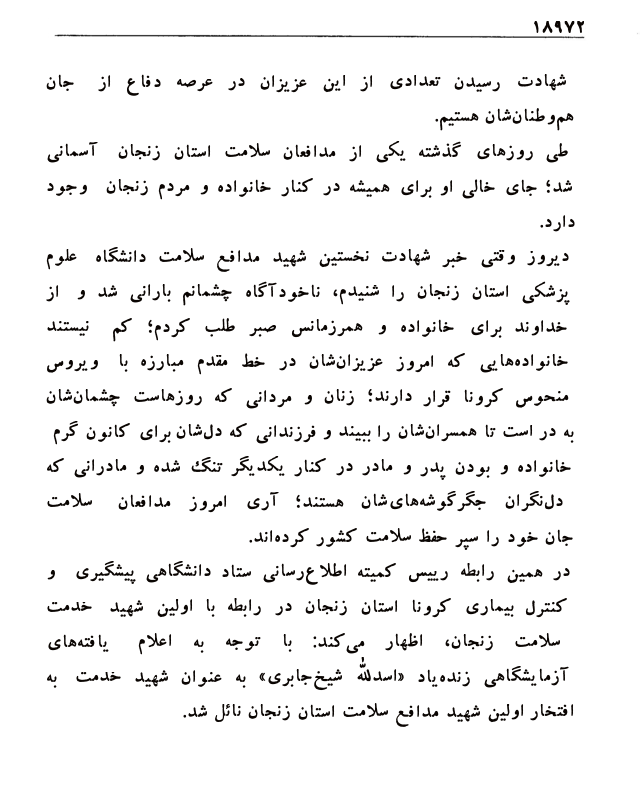 ۱۸۹۷۲
شهادت رسیدن تعدادی از این عزیزان در عرصه دفاع از جان
هم‌وطنان‌شان هستیم.
طی روزهای گذشته یکی از مدافعان سلامت استان زنجان آسمانی
شد؛ جای خالی او برای همیشه در کنار خانواده و مردم زنجان وجود
دارد.
دیروز وقتی خبر شهادت نخستین شهید مدافع سلامت دانشگاه علوم
پزشکی استان زنجان را شنیدم، ناخودآگاه چشمانم بارانی شد و از
خداوند برای خانواده و همرزمانس صبر طلب کردم؛ کم نیستند
خانواده‌هایی که امروز عزیزان‌شان در خط مقدم مبارزه با ویروس
منحوس کرونا قرار دارند؛ زنان و مردانی که روزهاست چشمان‌شان
به در است تا همسران‌شان را ببیند و فرزندانی که دل‌شان برای کانون گرم
خانواده و بودن پدر و مادر در کنار یکدیگر تنگ شده و مادرانی که
دل‌نگران جگرگوشه‌های‌شان هستند؛ آری امروز مدافعان سلامت
جان خود را سپر حفظ سلامت کشور کرده‌اند.
در همین رابطه رییس کمیته اطلاع‌رسانی ستاد دانشگاهی پیشگیری و
کنترل بیماری کرونا استان زنجان در رابطه با اولین شهید خدمت
سلامت زنجان، اظهار می‌کند: با توجه به اعلام یافته‌های
آزمایشگاهی زنده‌یاد «اسدالله شیخ‌جابری» به عنوان شهید خدمت به
افتخار اولین شهید مدافع سلامت استان زنجان نائل شد.